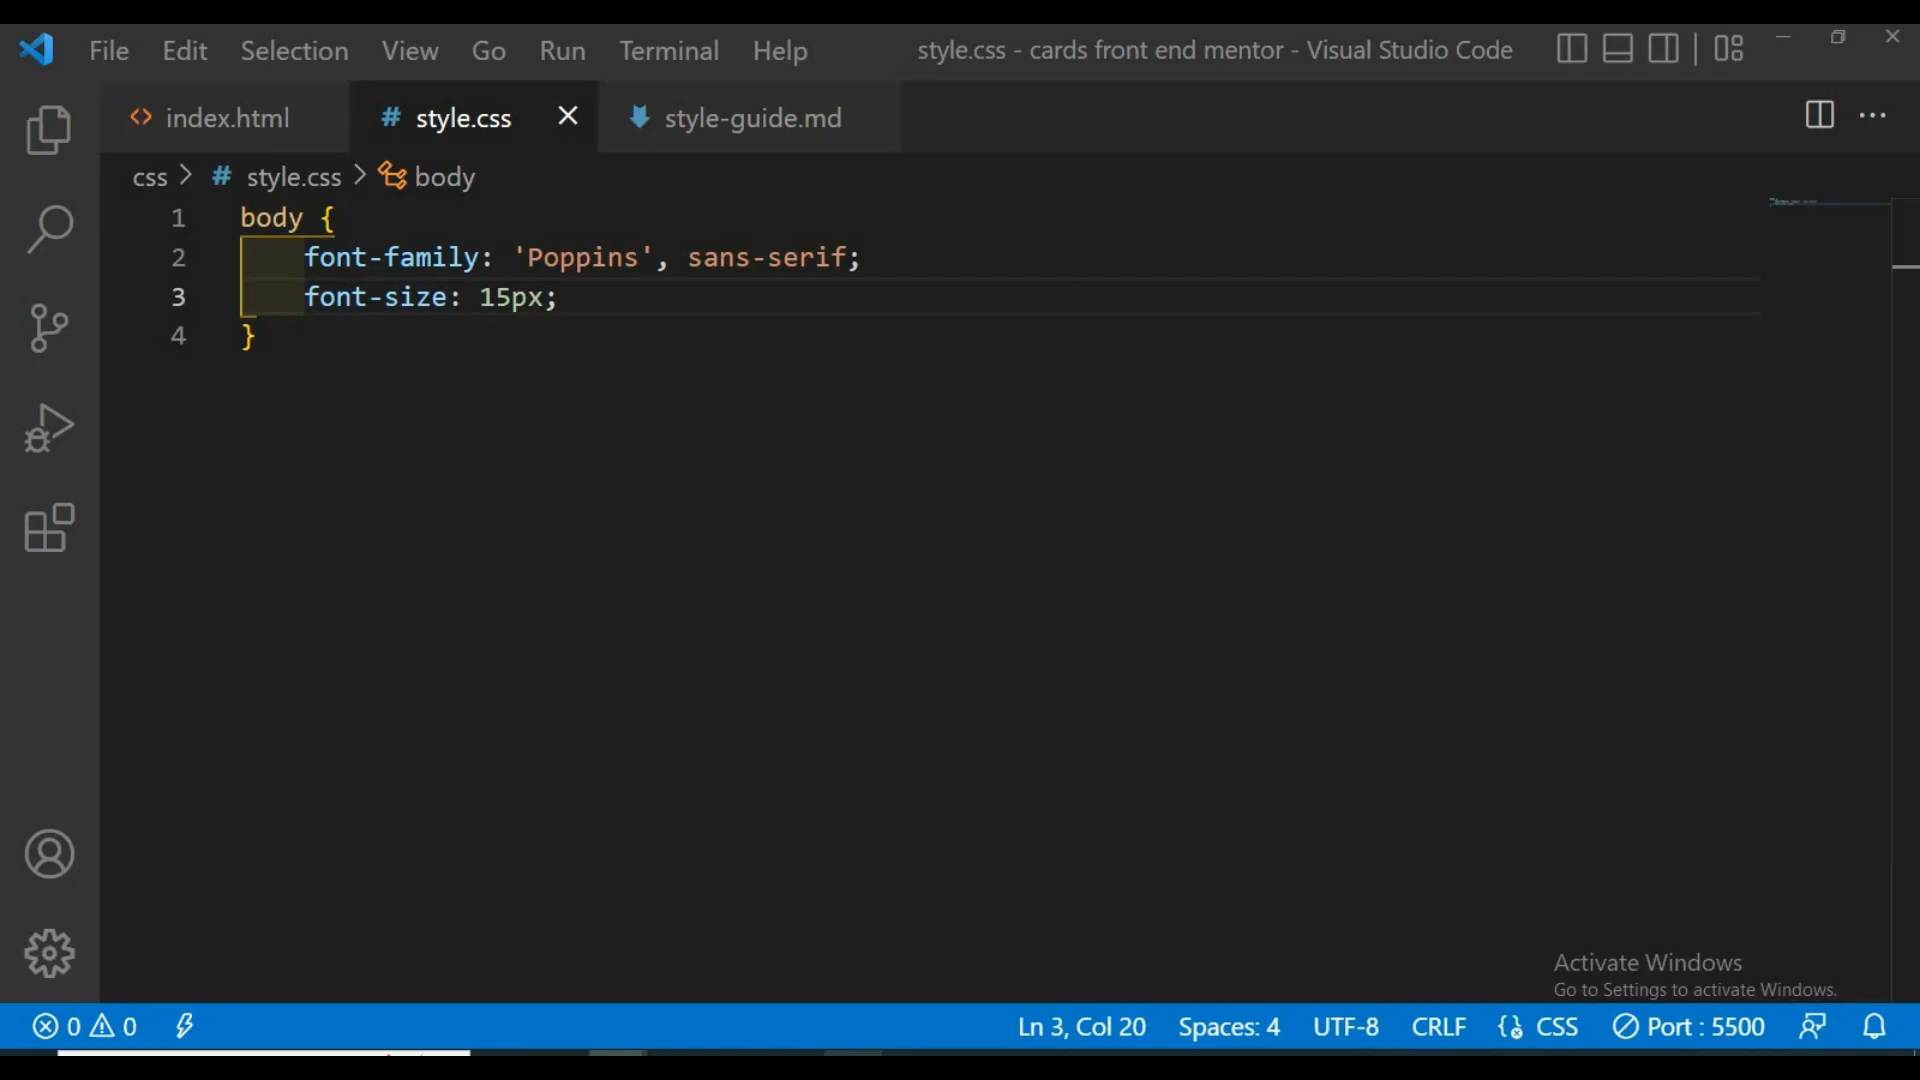 File Edit Selection View Go Run Terminal Help style.css - cards front end mentor - Visual Studio Code
index.html # style.css style-guide.md
css > # style.css > body
1 body {
2 font-family: 'Poppins', sans-serif;
3 font-size: 15px;
4 }
Activate Windows
Go to Settings to activate Windows.
0 0 Ln 3, Col 20 Spaces: 4 UTF-8 CRLF CSS Port : 5500